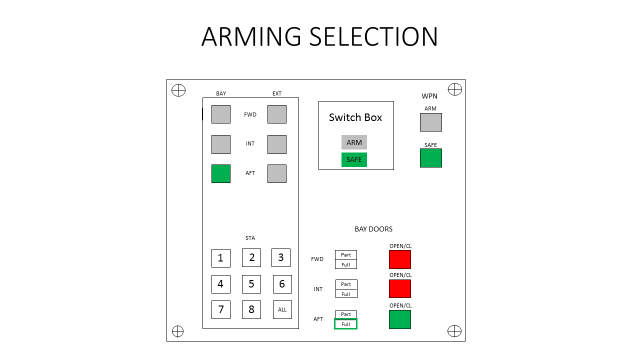 ARMING SELECTION
BAY EXT
FWD
INT
AFT
STA
1 2 3
4 5 6
7 8 ALL
Switch Box
ARM
SAFE
WPN
ARM
SAFE
BAY DOORS
OPEN/CL
FWD Part
Full
OPEN/CL
INT Part
Full
OPEN/CL
AFT Part
Full